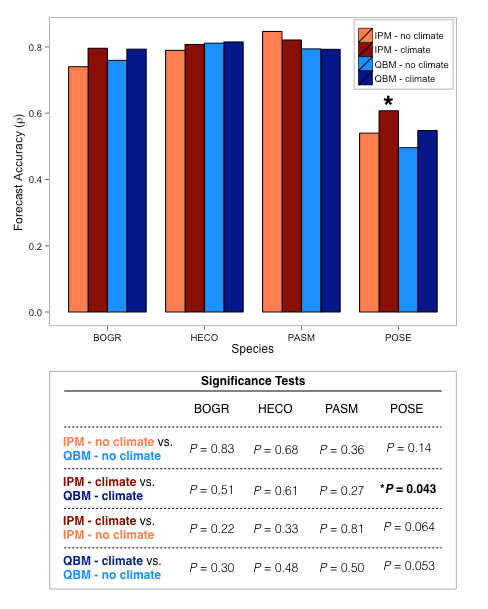 IPM - no climate
IPM - climate
QBM - no climate
QBM - climate
*
Forecast Accuracy (ρ)
0.8
0.6
0.4
0.2
0.0
BOGR HECO PASM POSE
Species
Significance Tests
BOGR HECO PASM POSE
IPM - no climate vs.
QBM - no climate
P = 0.83 P = 0.68 P = 0.36 P = 0.14
IPM - climate vs.
QBM - climate
P = 0.51 P = 0.61 P = 0.27 *P = 0.043
IPM - climate vs.
IPM - no climate
P = 0.22 P = 0.33 P = 0.81 P = 0.064
QBM - climate vs.
QBM - no climate
P = 0.30 P = 0.48 P = 0.50 P = 0.053